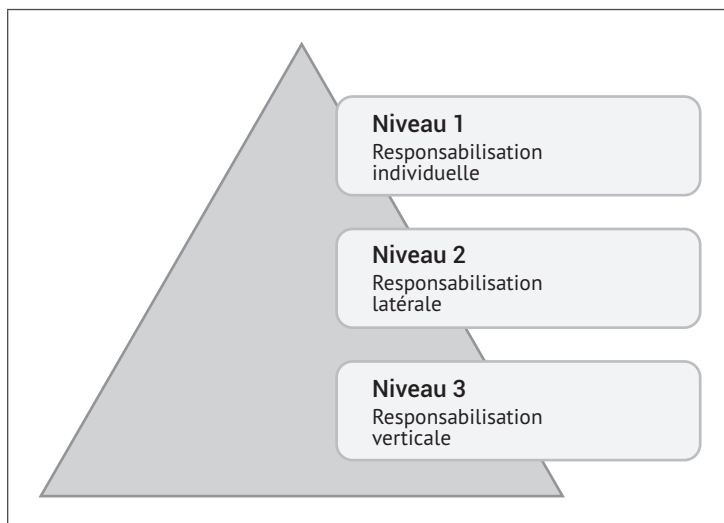 Niveau 1
Responsabilisation
individuelle
Niveau 2
Responsabilisation
latérale
Niveau 3
Responsabilisation
verticale